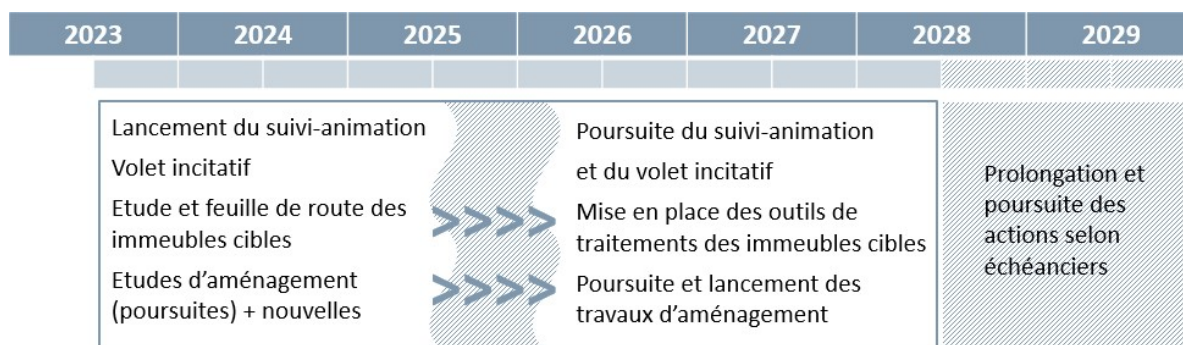 2023 2024 2025 2026 2027 2028 2029
Lancement du suivi-animation
Volet incitatif
Etude et feuille de route des
immeubles cibles
Etudes d’aménagement
(poursuites) + nouvelles
>>>>
>>>>
Poursuite du suivi-animation
et du volet incitatif
Mise en place des outils de
traitements des immeubles cibles
Poursuite et lancement des
travaux d’aménagement
Prolongation et
poursuite des
actions selon
échéanciers